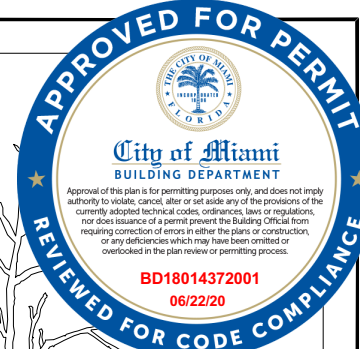 APPROVED FOR PERMIT
THE CITY OF MIAMI
INCORPORATED
1896
FLORIDA
City of Miami
BUILDING DEPARTMENT
Approval of this plan is for permitting purposes only, and does not imply
authority to violate, cancel, alter or set aside any of the provisions of the
currently adopted technical codes, ordinances, laws or regulations,
nor does issuance of a permit prevent the Building Official from
requiring correction of errors in either the plans or construction,
or any deficiencies which may have been omitted or
overlooked in the plan review or permitting process.
BD18014372001
06/22/20
REVIEWED FOR CODE COMPLIANCE